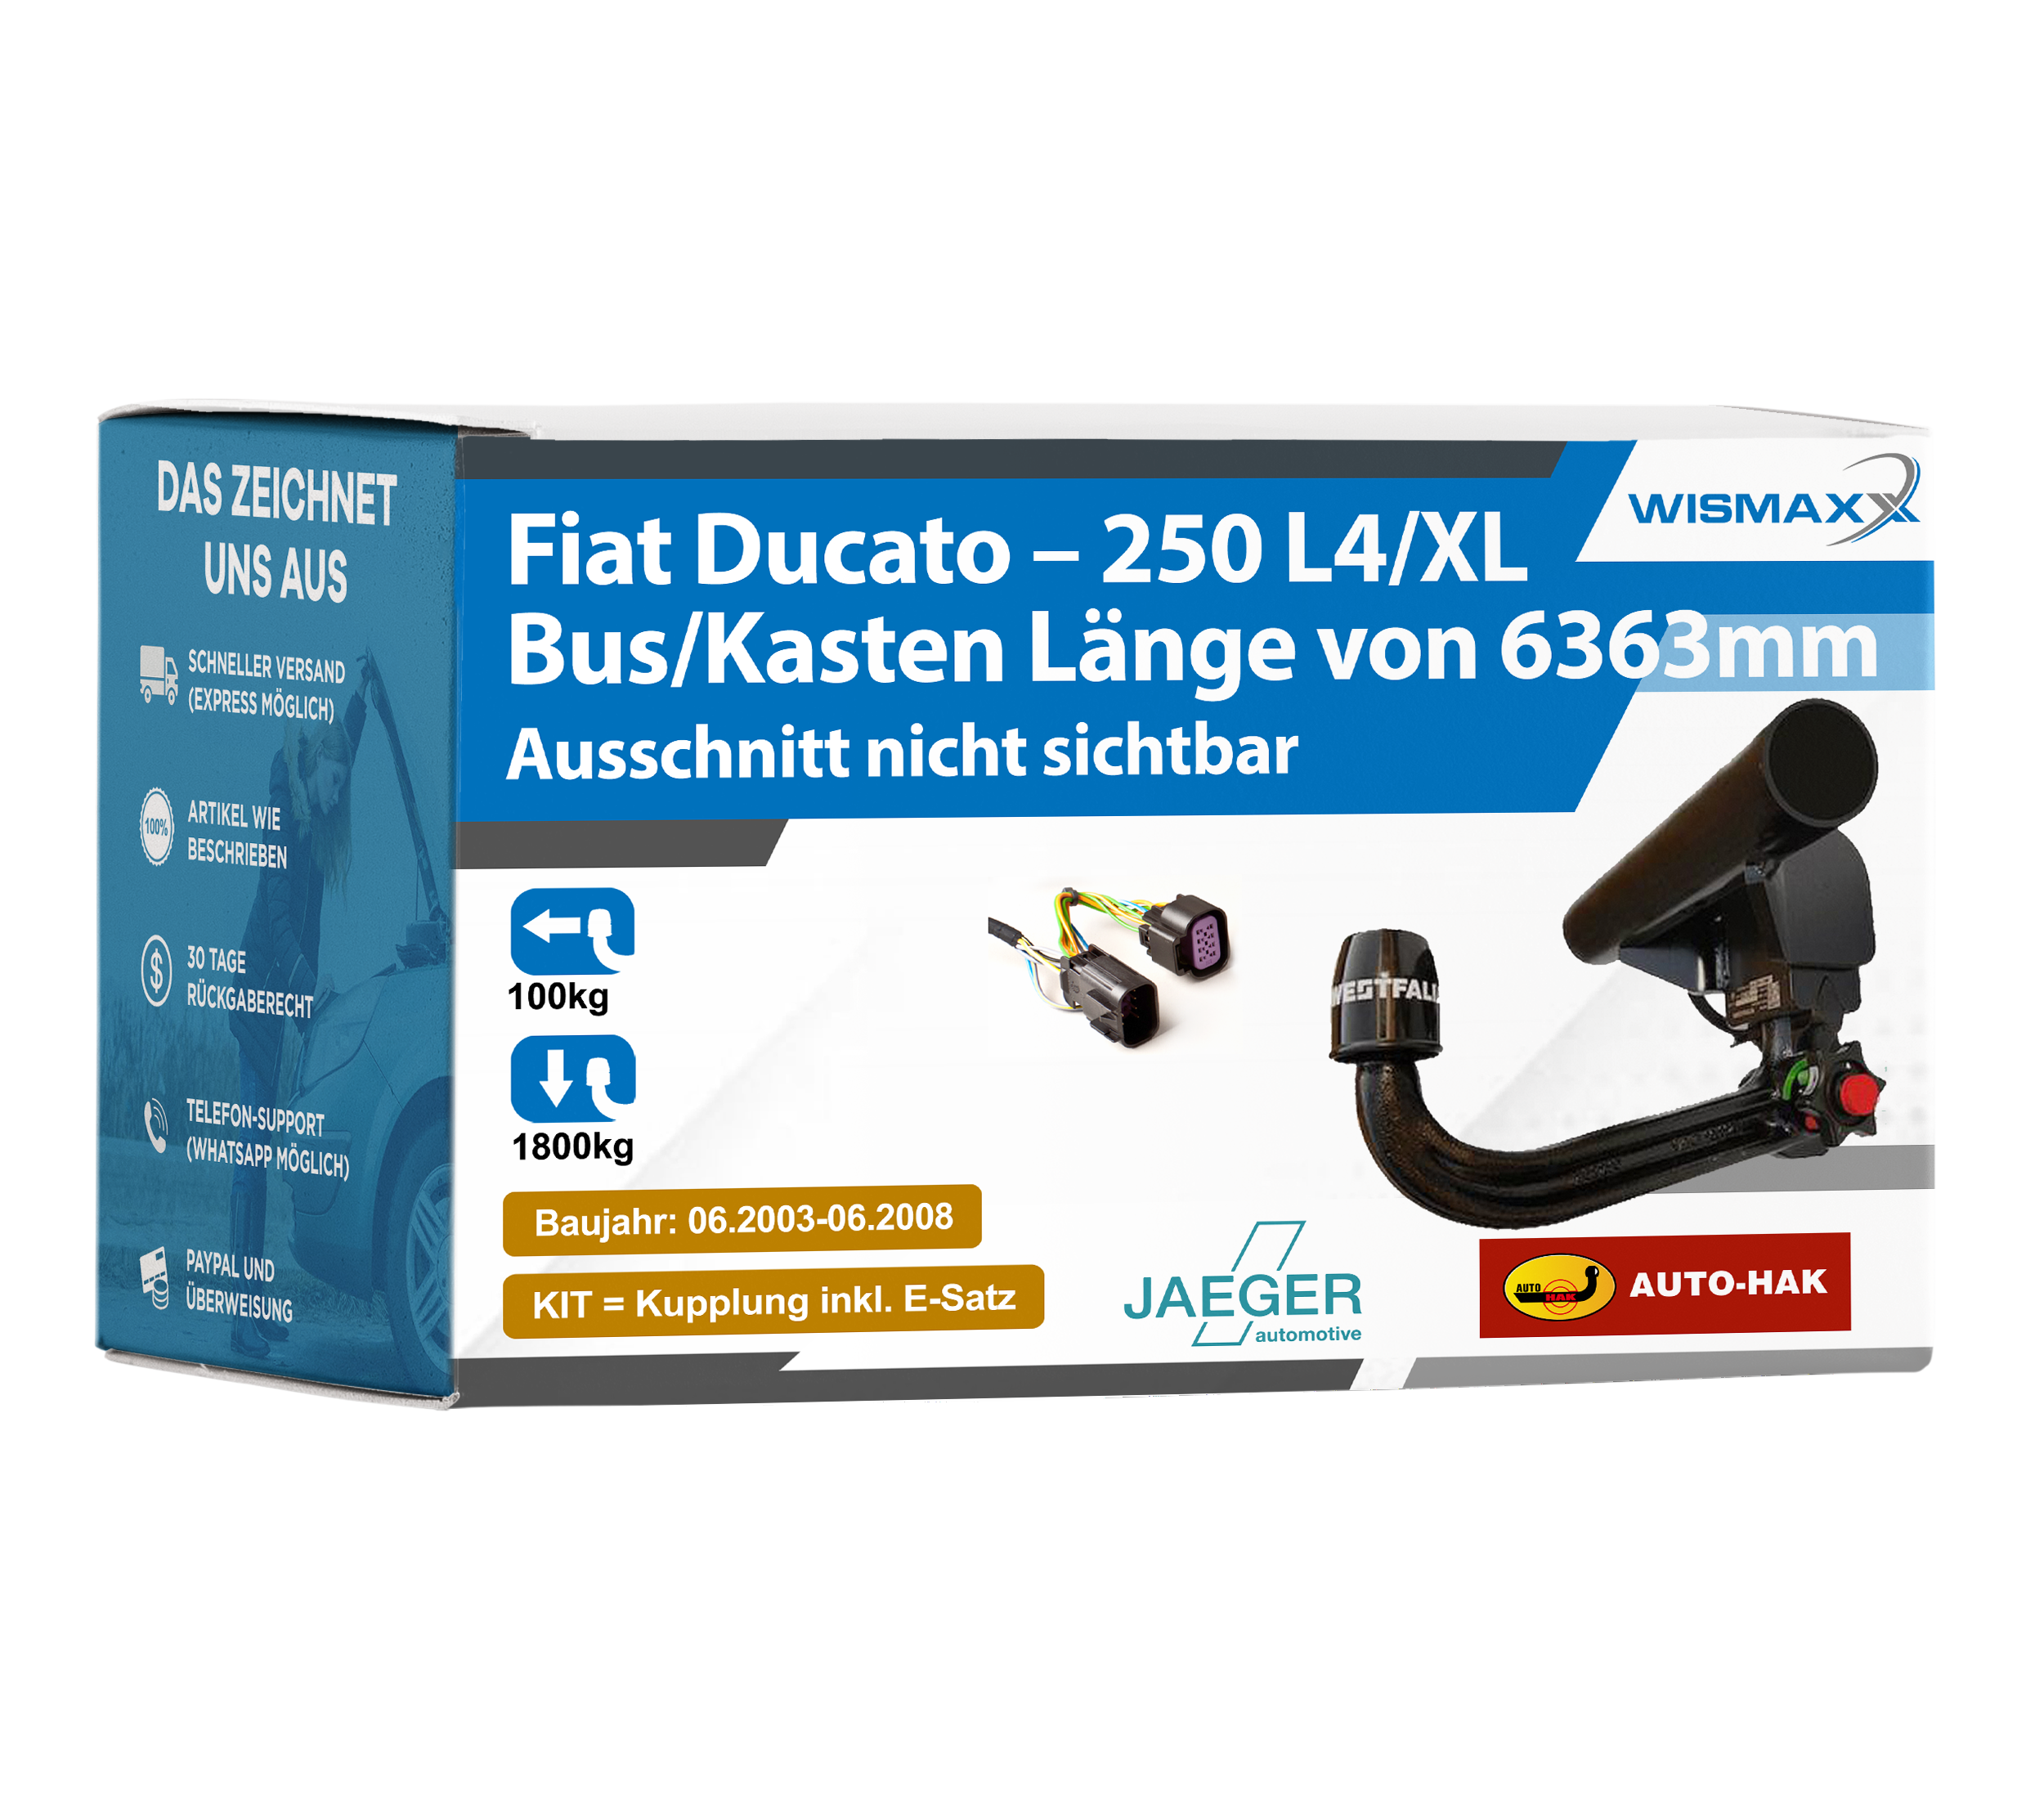 DAS ZEICHNET
UNS AUS
SCHNELLER VERSAND
(EXPRESS MÖGLICH)
100%
ARTIKEL WIE
BESCHRIEBEN
$
30 TAGE
RÜCKGABERECHT
TELEFON-SUPPORT
(WHATSAPP MÖGLICH)
PAYPAL UND
ÜBERWEISUNG
WISMAXX
Fiat Ducato – 250 L4/XL
Bus/Kasten Länge von 6363mm
Ausschnitt nicht sichtbar
100kg
1800kg
WESTFALI
Baujahr: 06.2003-06.2008
KIT = Kupplung inkl. E-Satz
JAEGER
automotive
AUTO
HAK
AUTO-HAK